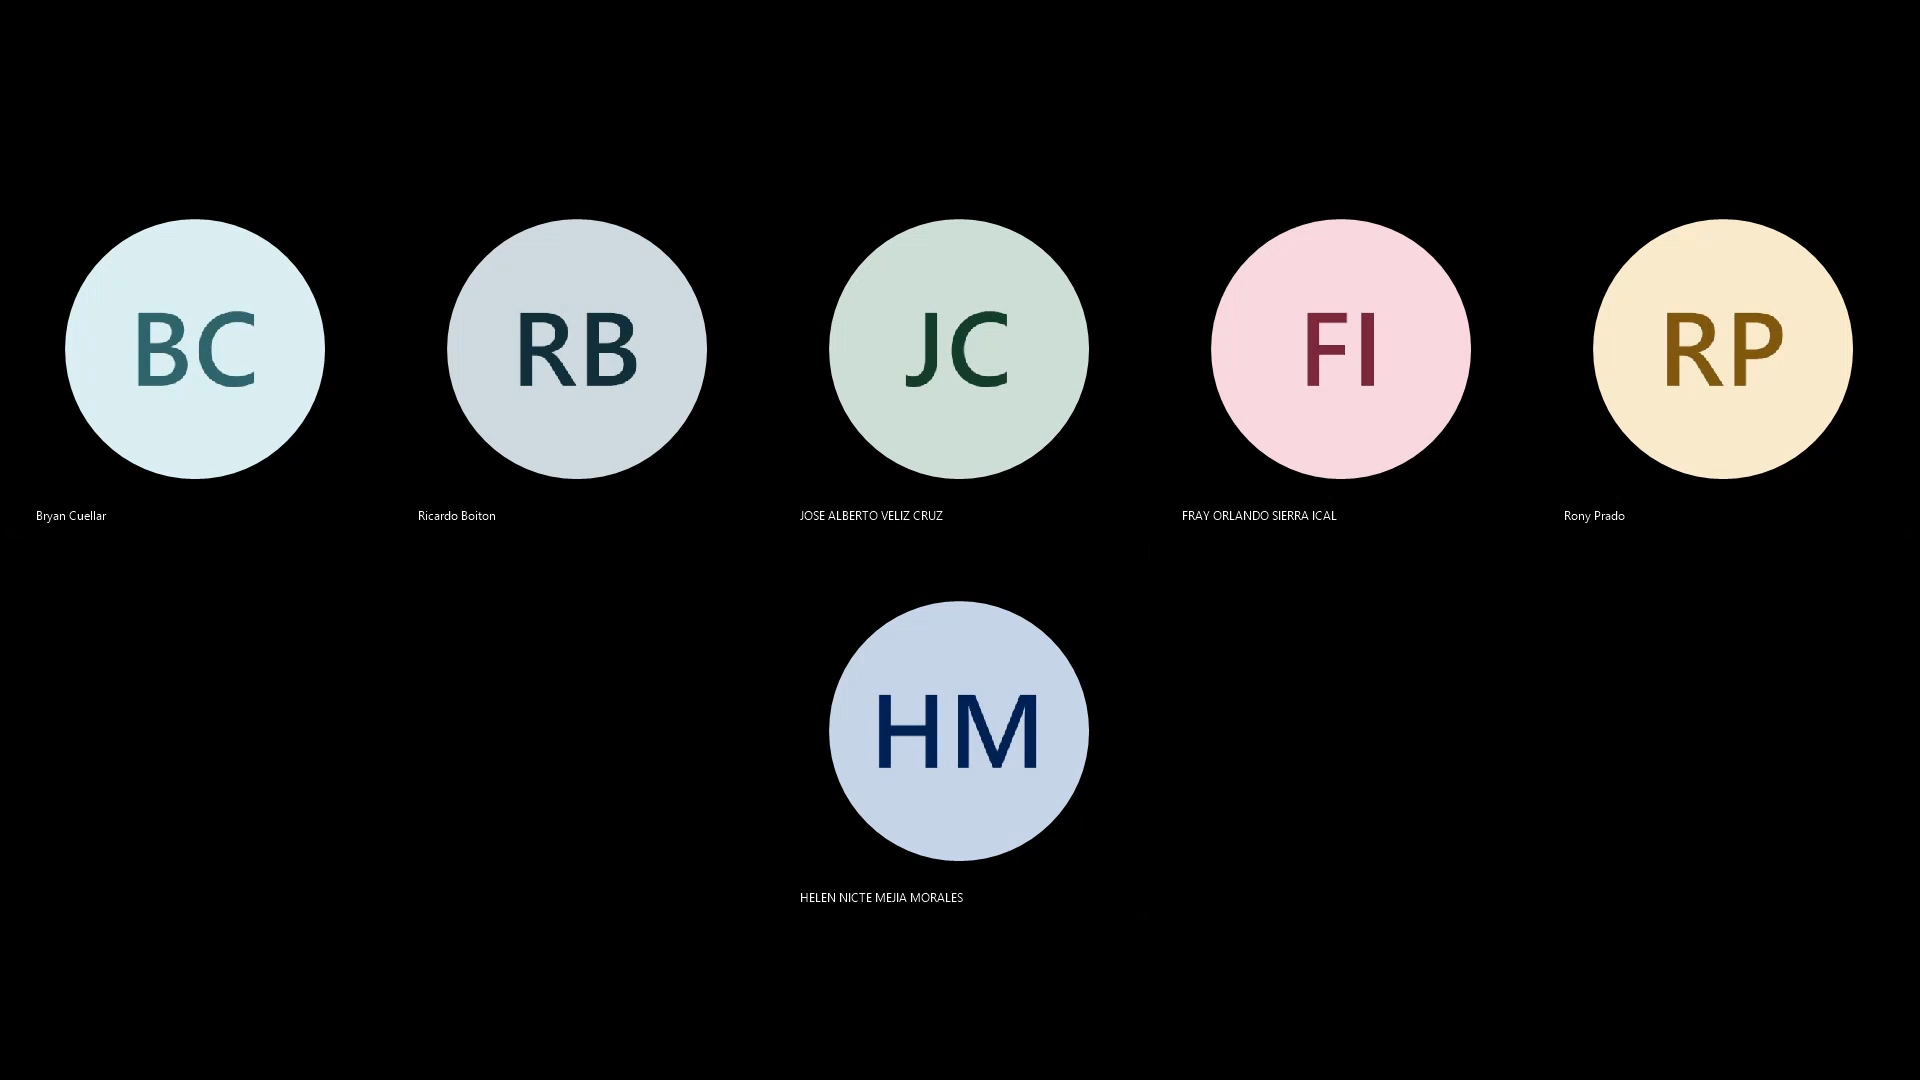 BC
RB
JC
FI
RP
Bryan Cuellar
Ricardo Boiton
JOSE ALBERTO VELIZ CRUZ
FRAY ORLANDO SIERRA ICAL
Rony Prado
HM
HELEN NICTE MEJIA MORALES